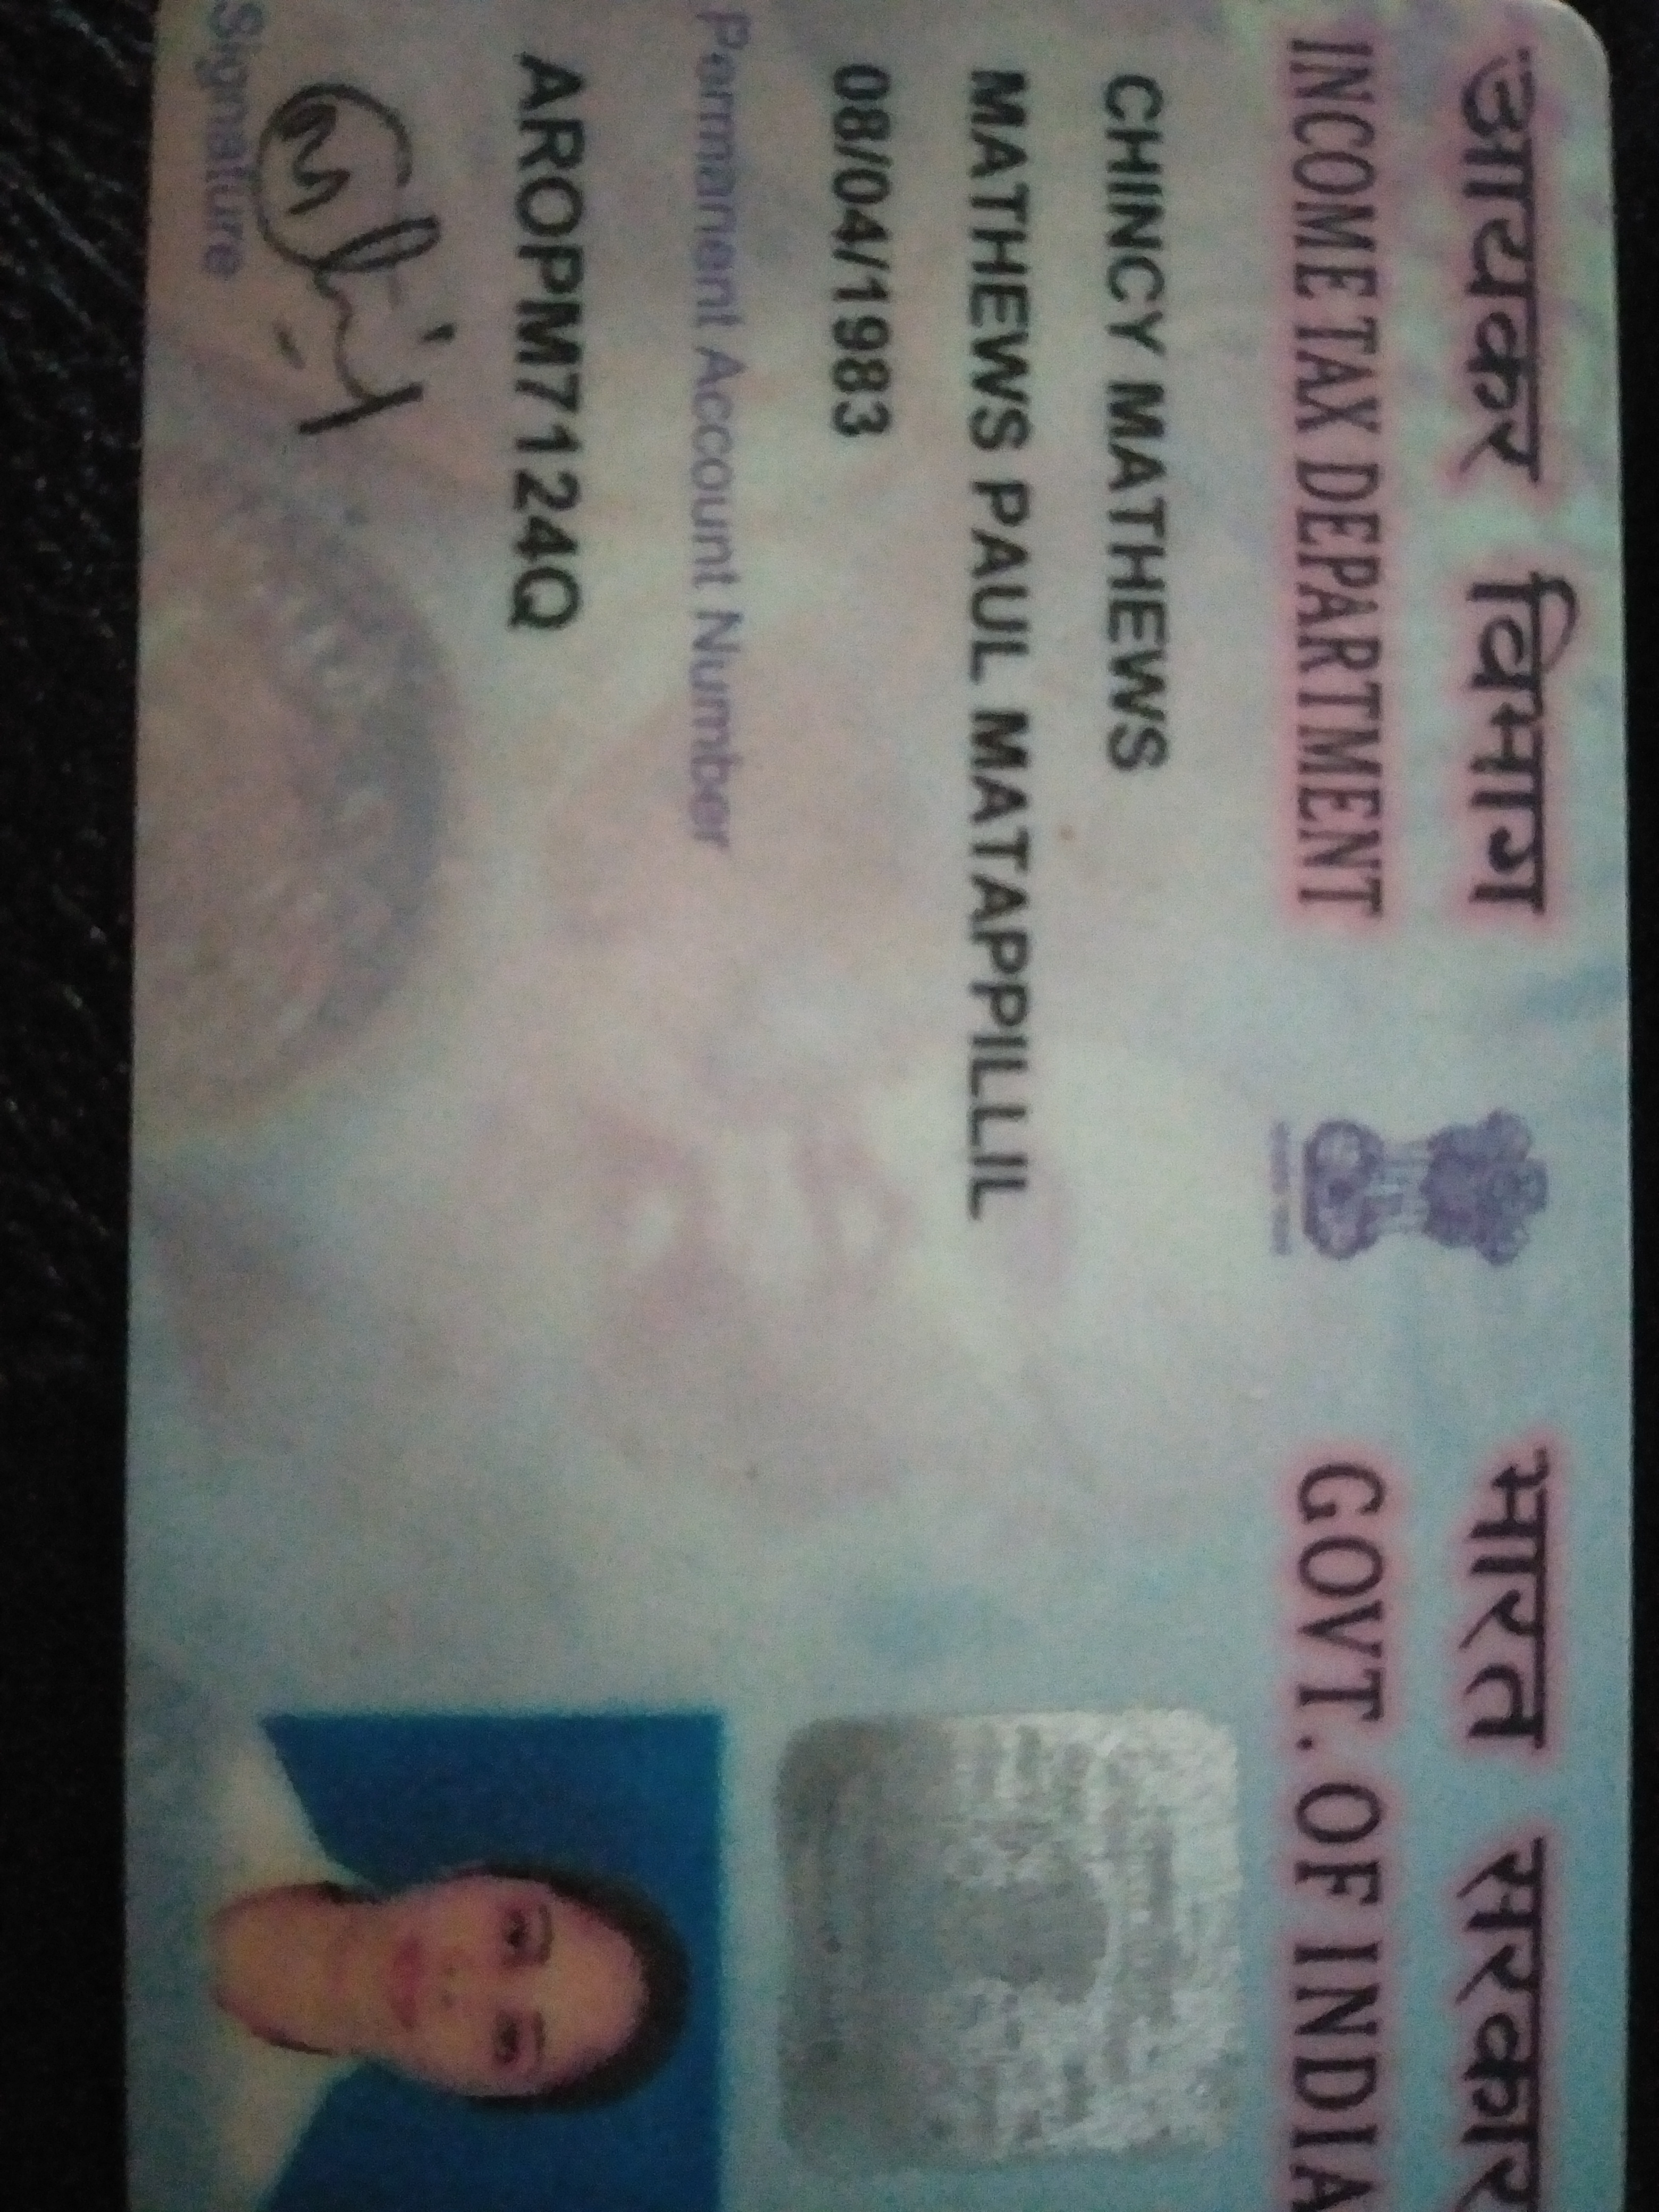 आयकर विभाग
INCOME TAX DEPARTMENT
भारत सरकार
GOVT. OF INDIA
CHINCY MATHEWS
MATHEWS PAUL MATAPPILLIL
08/04/1983
Permanent Account Number
AROPM7124Q
Signature